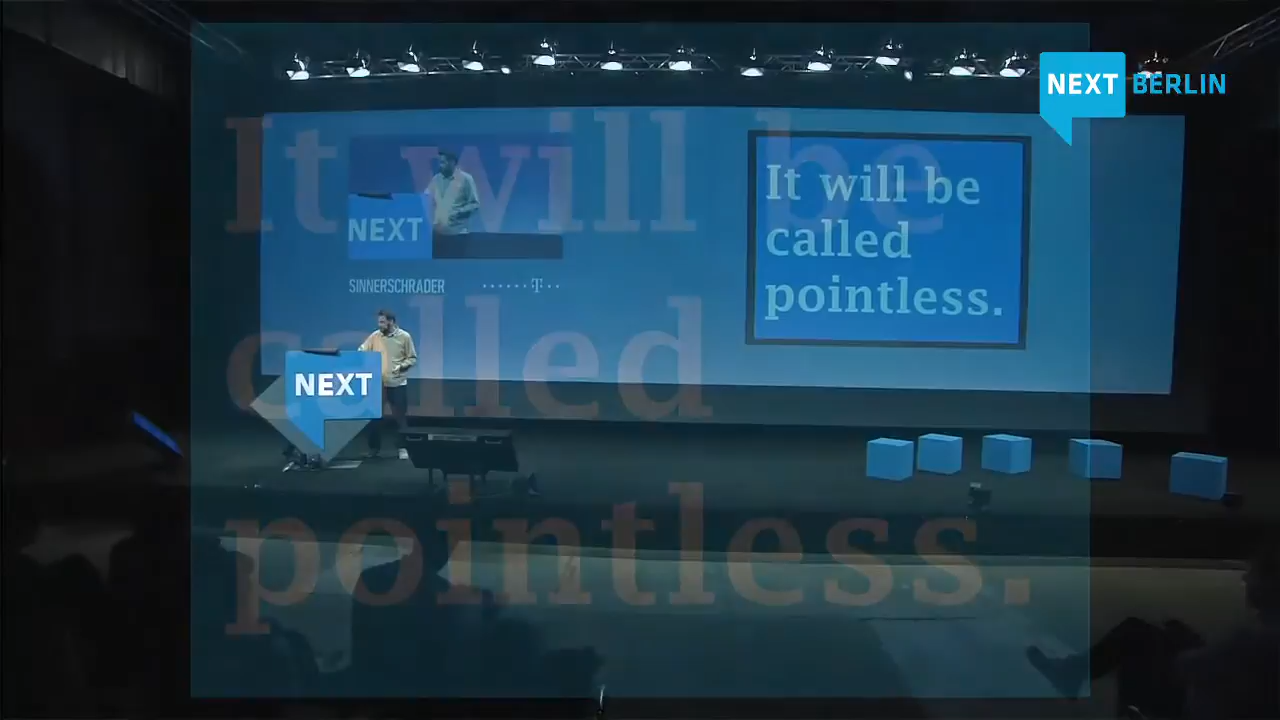 NEXT BERLIN
It will be
called
pointless.
NEXT
SINNERSCHRADER
T
It will be
called
pointless.
NEXT